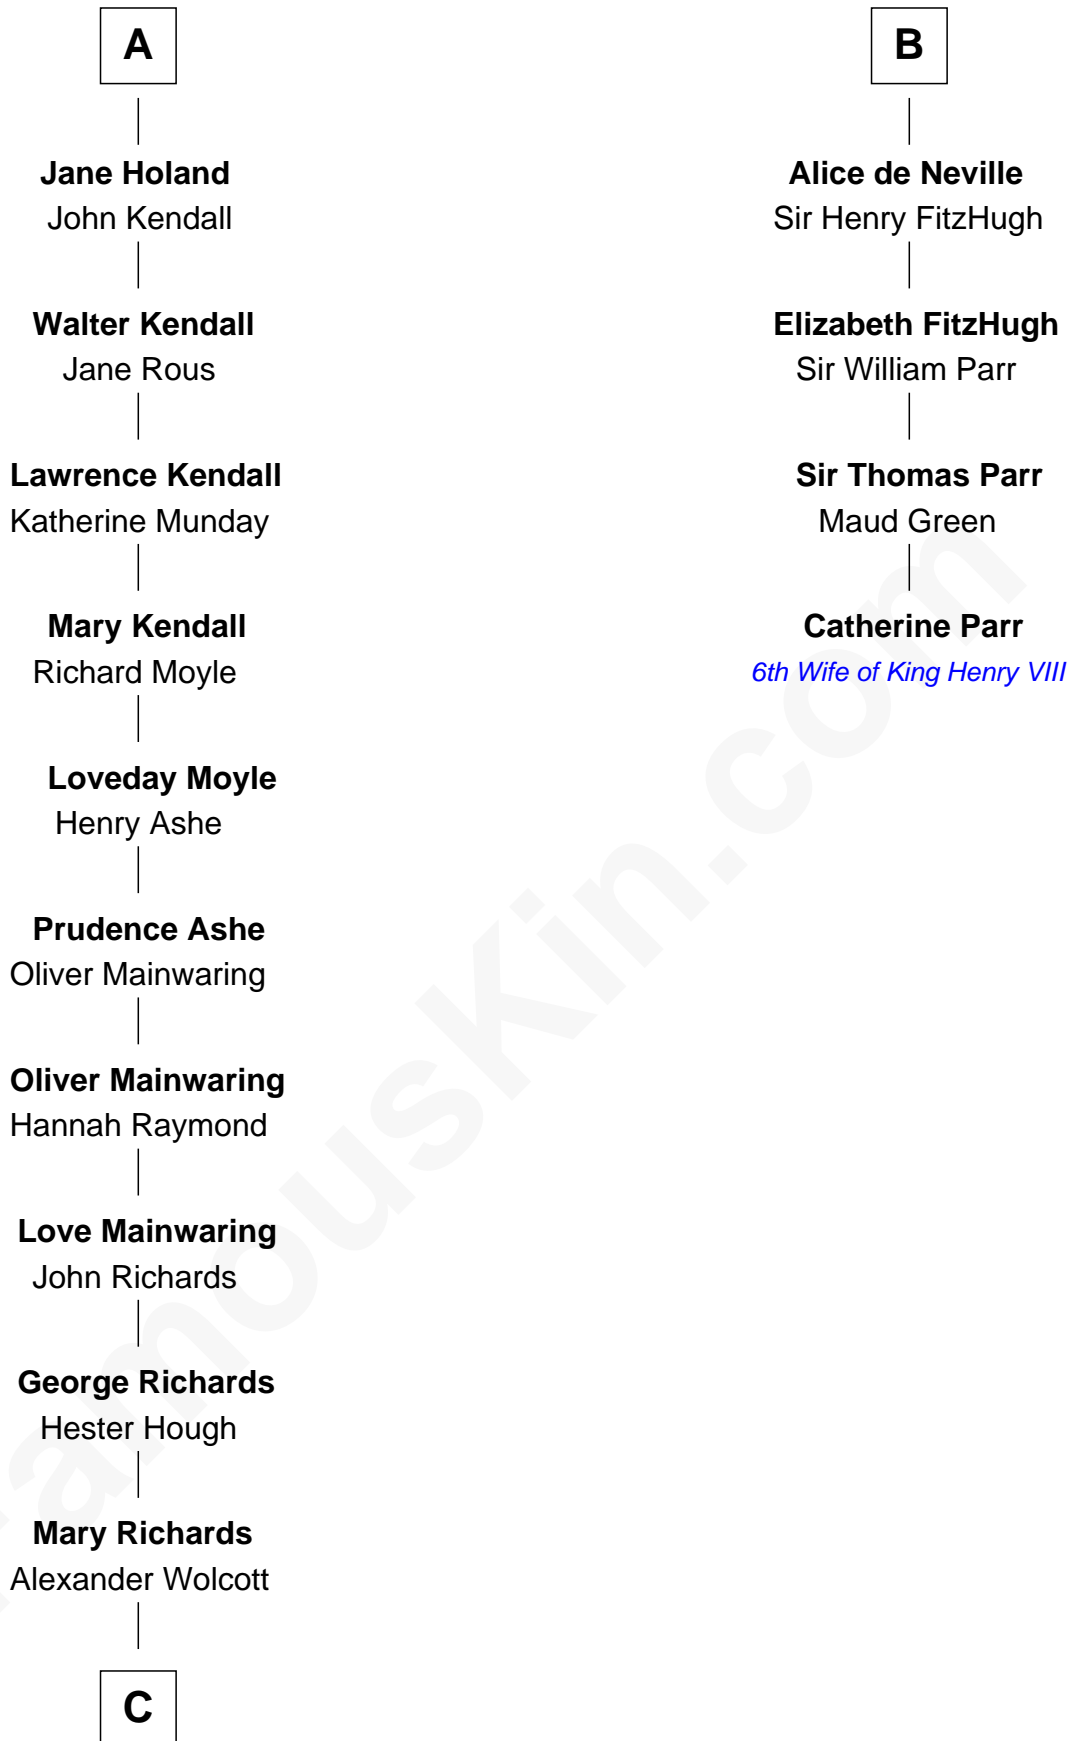 A
Jane Holand
John Kendall
Walter Kendall
Jane Rous
Lawrence Kendall
Katherine Munday
Mary Kendall
Richard Moyle
Loveday Moyle
Henry Ashe
Prudence Ashe
Oliver Mainwaring
Oliver Mainwaring
Hannah Raymond
Love Mainwaring
John Richards
George Richards
Hester Hough
Mary Richards
Alexander Wolcott
C
B
Alice de Neville
Sir Henry FitzHugh
Elizabeth FitzHugh
Sir William Parr
Sir Thomas Parr
Maud Green
Catherine Parr
6th Wife of King Henry VIII
FamousKin.com